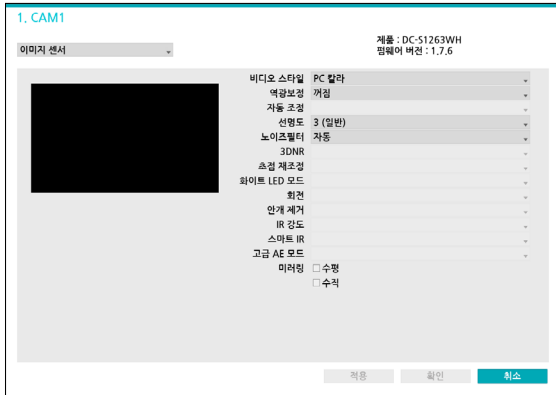 1. CAM1
이미지 센서
제품 : DC-S1263WH
펌웨어 버전 : 1.7.6
비디오 스타일 PC 칼라
역광보정 꺼짐
자동 조정
선명도 3 (일반)
노이즈필터 자동
3DNR
초점 재조정
화이트 LED 모드
회전
안개 제거
IR 강도
스마트 IR
고급 AE 모드
미러링 수평
수직
적용 확인 취소